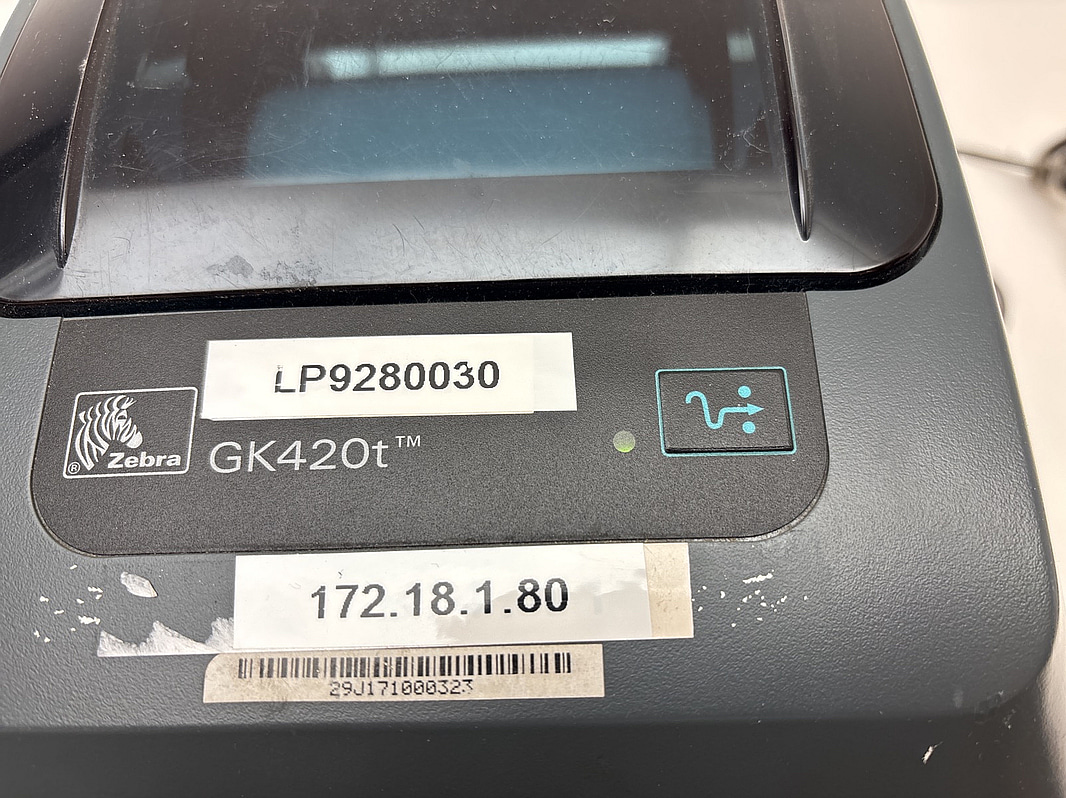 LP9280030
® Zebra
GK420t™
172.18.1.80
29J171000323